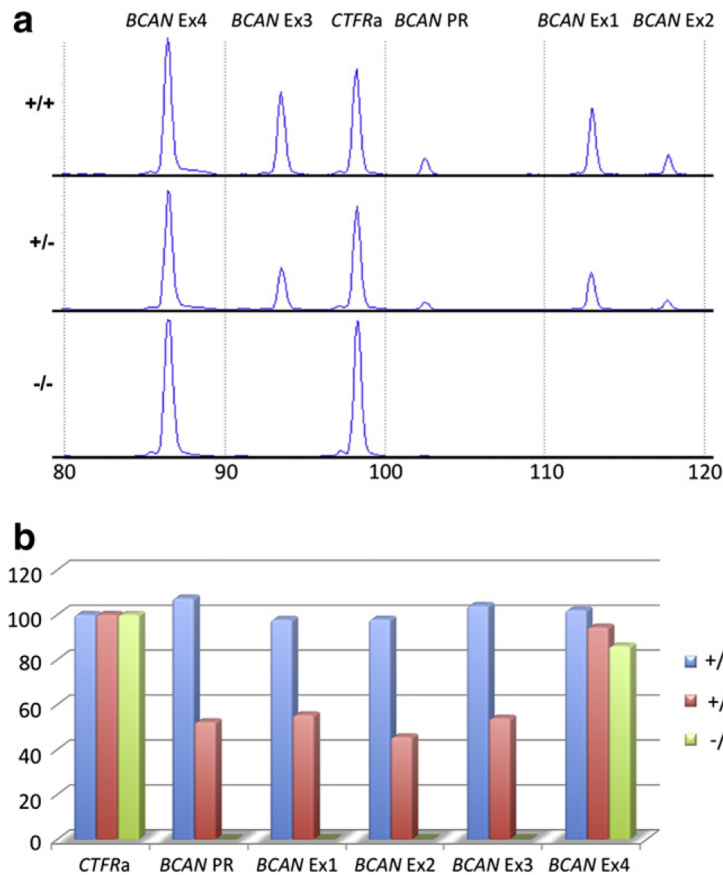 a
BCAN Ex4 BCAN Ex3 CTFRa BCAN PR BCAN Ex1 BCAN Ex2
+/+
+/-
-/-
80 90 100 110 120
b
120
100
80
60
40
20
0
+/
+/
-/
CTFRa BCAN PR BCAN Ex1 BCAN Ex2 BCAN Ex3 BCAN Ex4